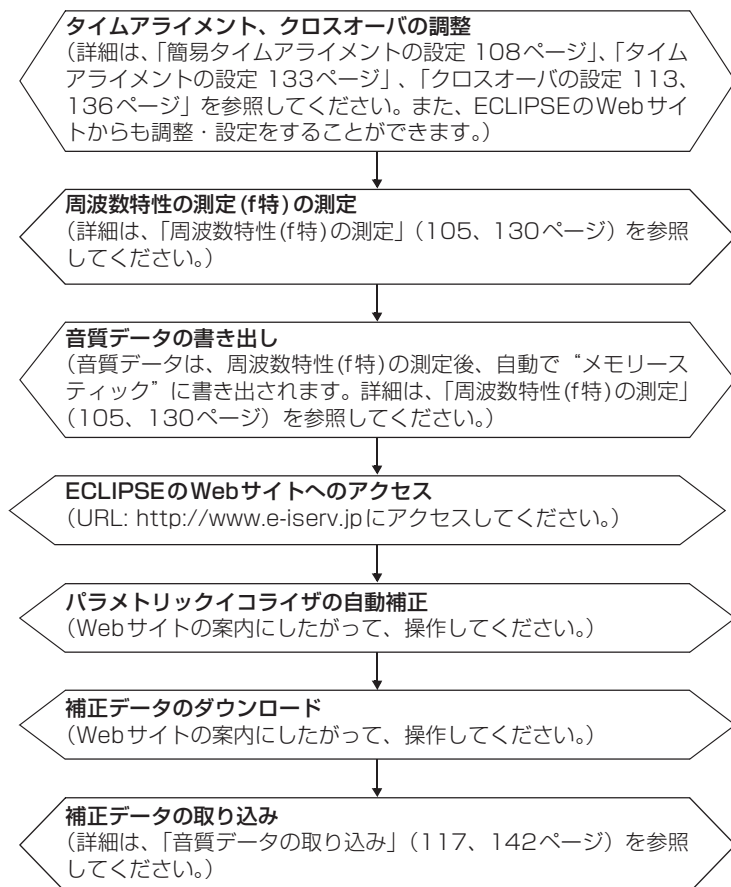 タイムアライメント、クロスオーバの調整
（詳細は、「簡易タイムアライメントの設定 108ページ」、「タイム
アライメントの設定 133ページ」、「クロスオーバの設定 113、
136ページ」を参照してください。また、ECLIPSEのWebサイ
トからも調整・設定をすることができます。）
周波数特性の測定(f特)の測定
（詳細は、「周波数特性(f特)の測定」（105、130ページ）を参照
してください。）
音質データの書き出し
（音質データは、周波数特性(f特)の測定後、自動で“メモリース
ティック”に書き出されます。詳細は、「周波数特性(f特)の測定」
（105、130ページ）を参照してください。）
ECLIPSEのWebサイトへのアクセス
（URL: http://www.e-iserv.jpにアクセスしてください。）
パラメトリックイコライザの自動補正
（Webサイトの案内にしたがって、操作してください。）
補正データのダウンロード
（Webサイトの案内にしたがって、操作してください。）
補正データの取り込み
（詳細は、「音質データの取り込み」（117、142ページ）を参照
してください。）